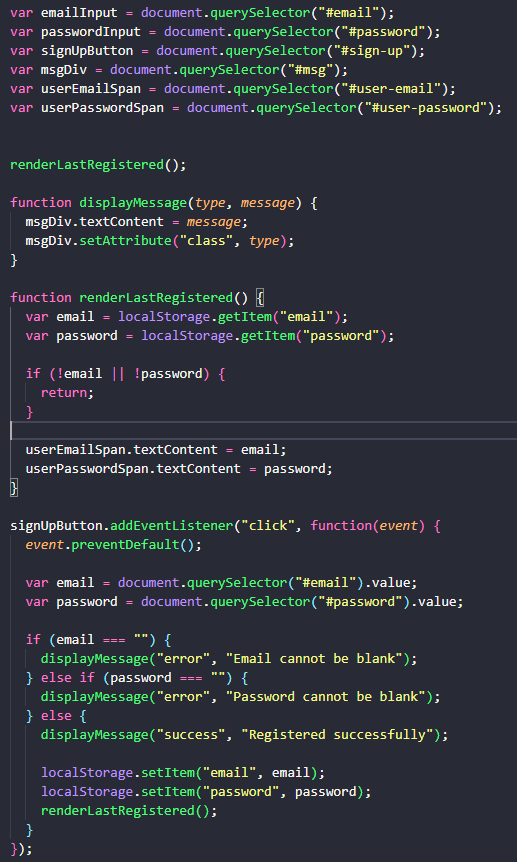 var emailInput = document.querySelector("#email");
var passwordInput = document.querySelector("#password");
var signUpButton = document.querySelector("#sign-up");
var msgDiv = document.querySelector("#msg");
var userEmailSpan = document.querySelector("#user-email");
var userPasswordSpan = document.querySelector("#user-password");

renderLastRegistered();

function displayMessage(type, message) {
  msgDiv.textContent = message;
  msgDiv.setAttribute("class", type);
}

function renderLastRegistered() {
  var email = localStorage.getItem("email");
  var password = localStorage.getItem("password");

  if (!email || !password) {
    return;
  }

  userEmailSpan.textContent = email;
  userPasswordSpan.textContent = password;
}

signUpButton.addEventListener("click", function(event) {
  event.preventDefault();

  var email = document.querySelector("#email").value;
  var password = document.querySelector("#password").value;

  if (email === "") {
    displayMessage("error", "Email cannot be blank");
  } else if (password === "") {
    displayMessage("error", "Password cannot be blank");
  } else {
    displayMessage("success", "Registered successfully");

    localStorage.setItem("email", email);
    localStorage.setItem("password", password);
    renderLastRegistered();
  }
});